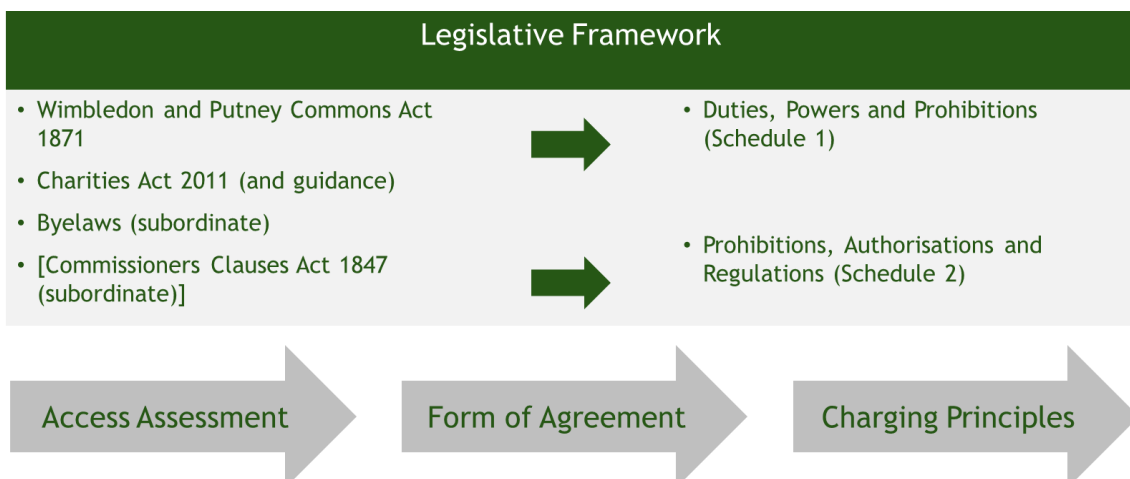 Legislative Framework
• Wimbledon and Putney Commons Act
1871
• Charities Act 2011 (and guidance)
• Byelaws (subordinate)
• [Commissioners Clauses Act 1847
(subordinate)]
• Duties, Powers and Prohibitions
(Schedule 1)
• Prohibitions, Authorisations and
Regulations (Schedule 2)
Access Assessment
Form of Agreement
Charging Principles